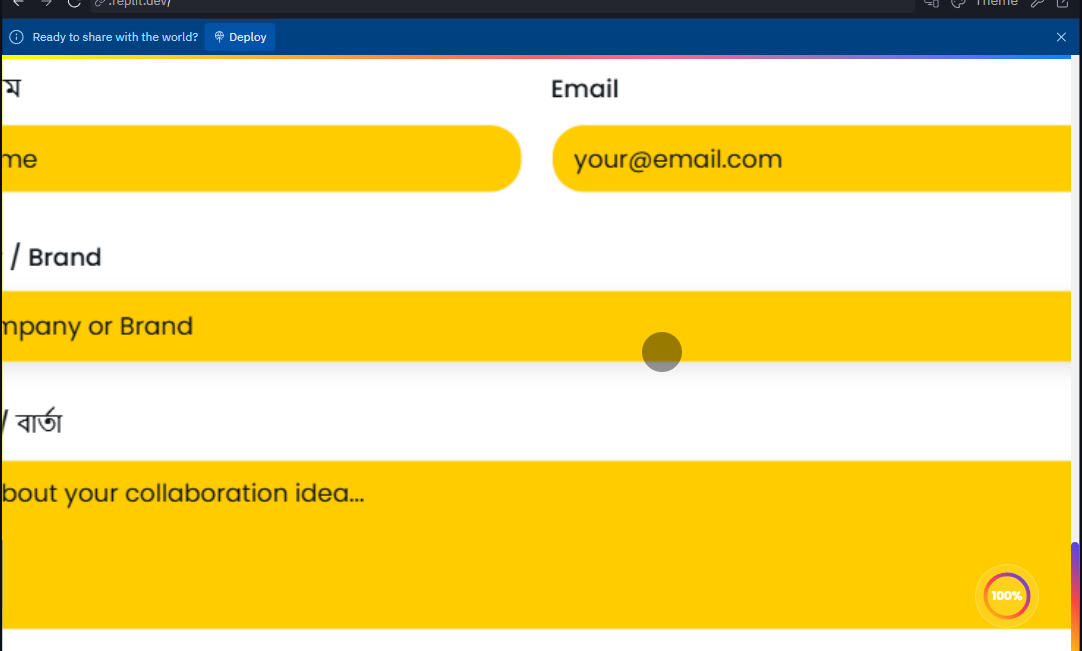 .replit.dev/
Theme
Ready to share with the world?
Deploy
ম
Email
me
your@email.com
/ Brand
mpany or Brand
/ বার্তা
bout your collaboration idea...
100%